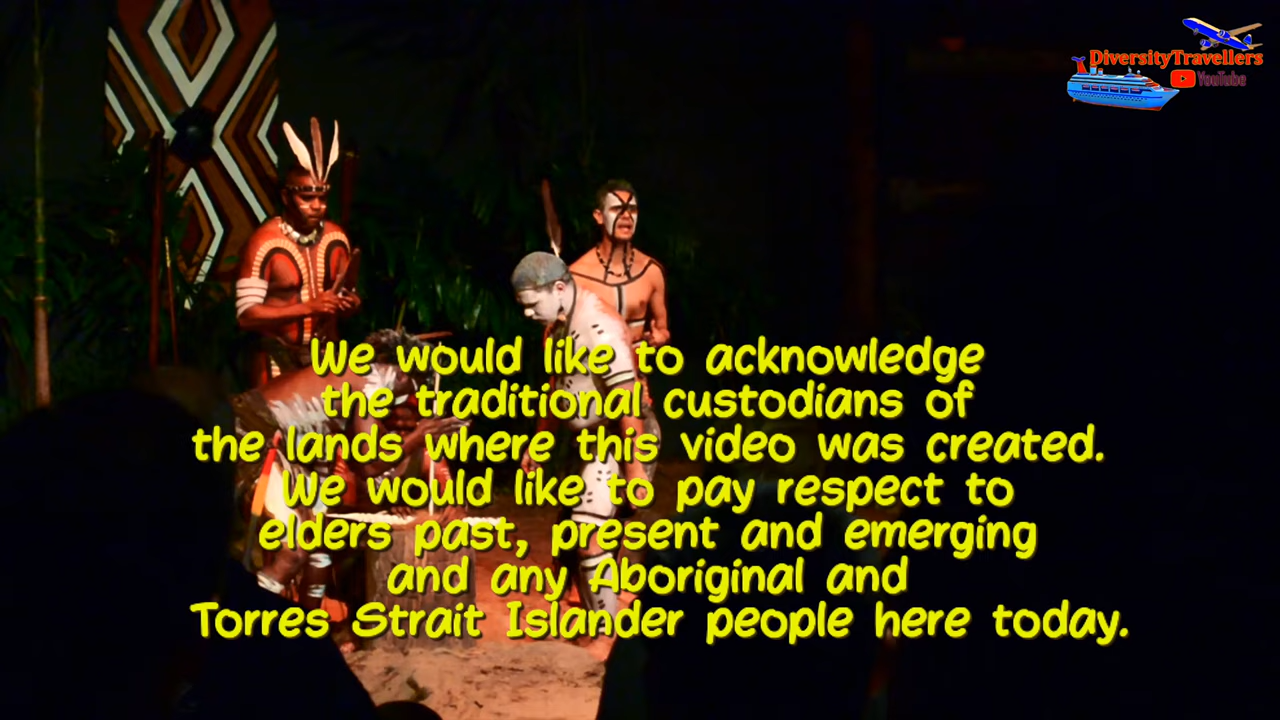 DiversityTravellers
YouTube
We would like to acknowledge
the traditional custodians of
the lands where this video was created.
We would like to pay respect to
elders past, present and emerging
and any Aboriginal and
Torres Strait Islander people here today.